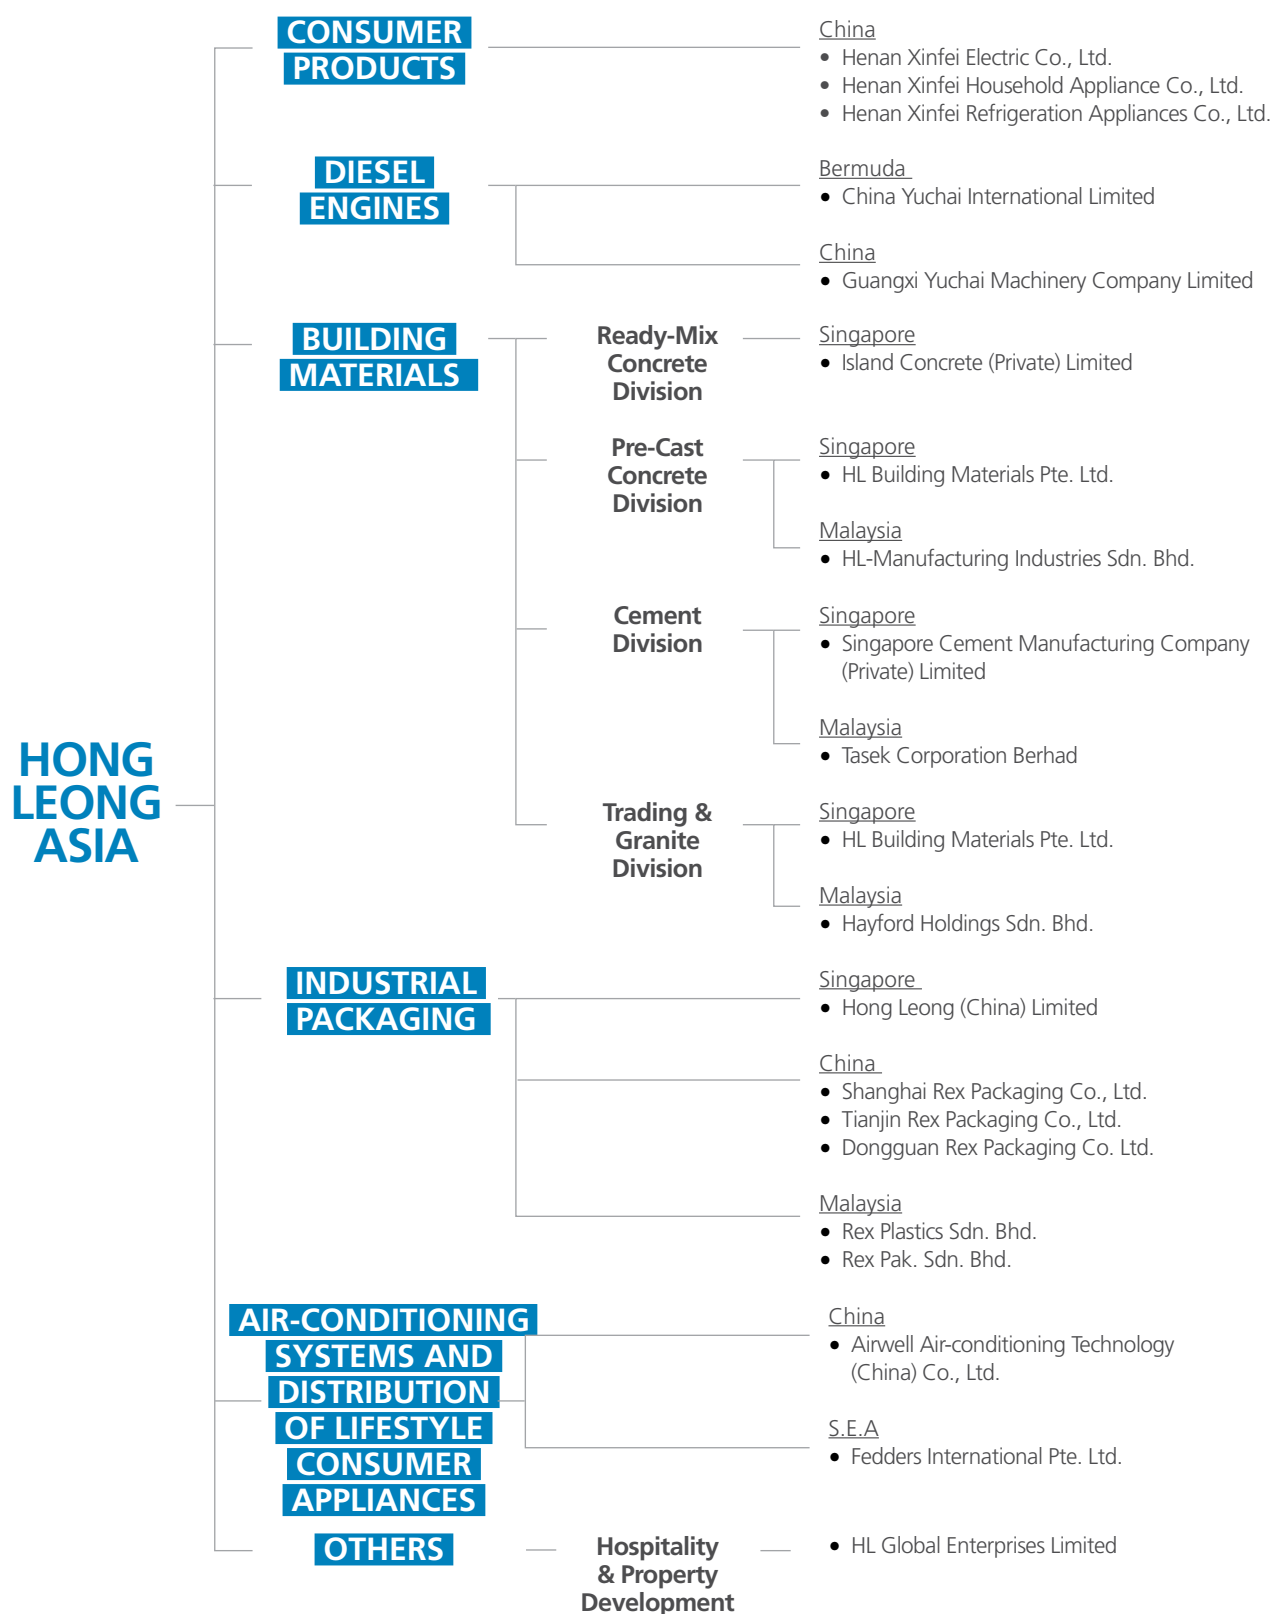 HONG
LEONG
ASIA
CONSUMER
PRODUCTS
China
• Henan Xinfei Electric Co., Ltd.
• Henan Xinfei Household Appliance Co., Ltd.
• Henan Xinfei Refrigeration Appliances Co., Ltd.
DIESEL
ENGINES
Bermuda
• China Yuchai International Limited
China
• Guangxi Yuchai Machinery Company Limited
BUILDING
MATERIALS
Ready-Mix
Concrete
Division
Singapore
• Island Concrete (Private) Limited
Pre-Cast
Concrete
Division
Singapore
• HL Building Materials Pte. Ltd.
Malaysia
• HL-Manufacturing Industries Sdn. Bhd.
Cement
Division
Singapore
• Singapore Cement Manufacturing Company
(Private) Limited
Malaysia
• Tasek Corporation Berhad
Trading &
Granite
Division
Singapore
• HL Building Materials Pte. Ltd.
Malaysia
• Hayford Holdings Sdn. Bhd.
INDUSTRIAL
PACKAGING
Singapore
• Hong Leong (China) Limited
China
• Shanghai Rex Packaging Co., Ltd.
• Tianjin Rex Packaging Co., Ltd.
• Dongguan Rex Packaging Co. Ltd.
Malaysia
• Rex Plastics Sdn. Bhd.
• Rex Pak. Sdn. Bhd.
AIR-CONDITIONING
SYSTEMS AND
DISTRIBUTION
OF LIFESTYLE
CONSUMER
APPLIANCES
China
• Airwell Air-conditioning Technology
(China) Co., Ltd.
S.E.A
• Fedders International Pte. Ltd.
OTHERS
Hospitality
& Property
Development
• HL Global Enterprises Limited